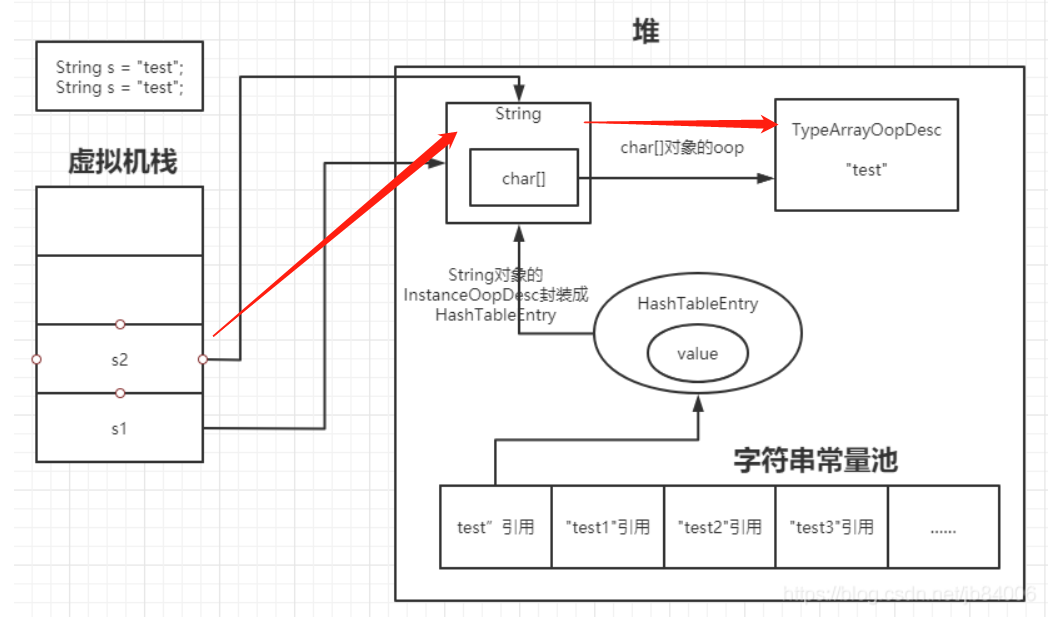 堆
String s = "test";
String s = "test";
虚拟机栈
s2
s1
String
char[]
char[]对象的oop
TypeArrayOopDesc
"test"
String对象的
InstanceOopDesc封装成
HashTableEntry
HashTableEntry
value
字符串常量池
test” 引用
"test1"引用
"test2"引用
"test3"引用
......
https://blog.csdn.net/jb84006